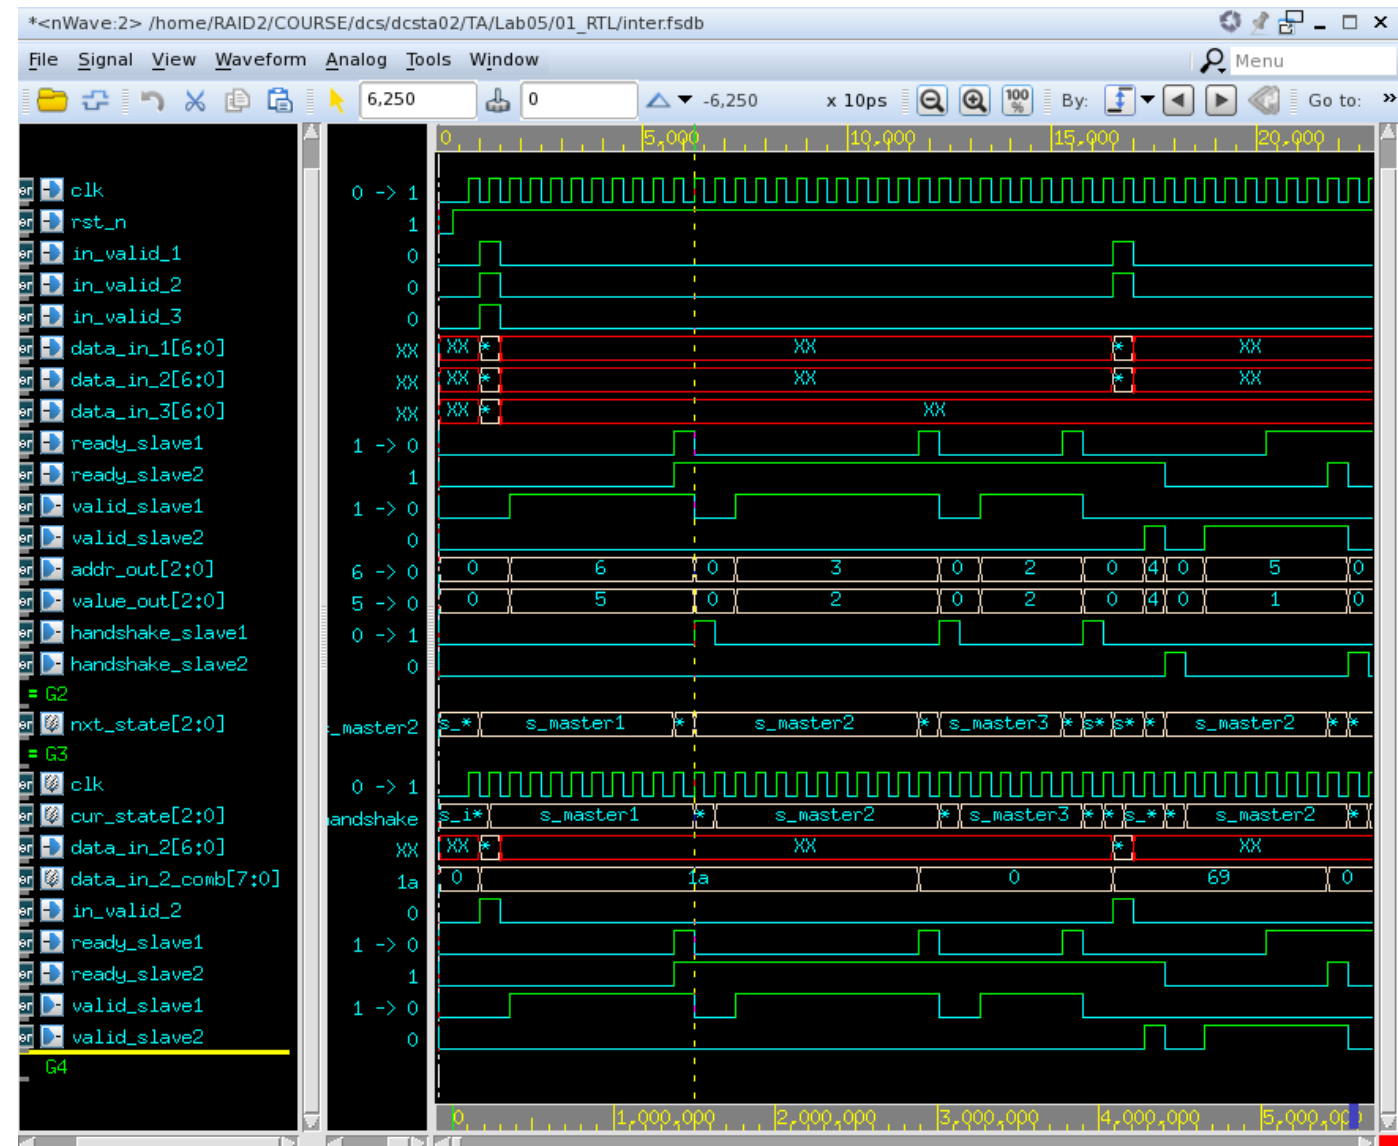 *<nWave:2> /home/RAID2/COURSE/dcs/dcsta02/TA/Lab05/01_RTL/inter.fsdb
File Signal View Waveform Analog Tools Window Menu
6,250 0 -6,250 x 10ps 100 % By: Go to: »
0 5,000 10,000 15,000 20,000
clk 0 -> 1
rst_n 1
in_valid_1 0
in_valid_2 0
in_valid_3 0
data_in_1[6:0] XX XX * XX * XX
data_in_2[6:0] XX XX * XX * XX
data_in_3[6:0] XX XX * XX
ready_slave1 1 -> 0
ready_slave2 1
valid_slave1 1 -> 0
valid_slave2 0
addr_out[2:0] 6 -> 0 0 6 0 3 0 2 0 4 0 5 0
value_out[2:0] 5 -> 0 0 5 0 2 0 2 0 4 0 1 0
handshake_slave1 0 -> 1
handshake_slave2 0
= G2
nxt_state[2:0] _master2 s_* s_master1 * s_master2 * s_master3 * s* s* * s_master2 * *
= G3
clk 0 -> 1
cur_state[2:0] andshake s_i* s_master1 * s_master2 * s_master3 * * s_* * s_master2 *
data_in_2[6:0] XX XX * XX * XX
data_in_2_comb[7:0] 1a 0 1a 0 69 0
in_valid_2 0
ready_slave1 1 -> 0
ready_slave2 1
valid_slave1 1 -> 0
valid_slave2 0
G4
0 1,000,000 2,000,000 3,000,000 4,000,000 5,000,000